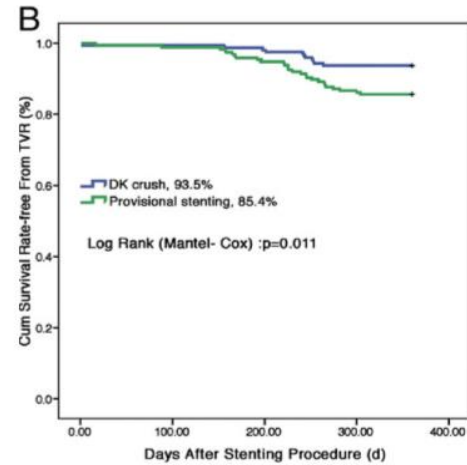 B
Cum Survival Rate-free From TVR (%)
1.0
0.8
0.6
0.4
0.2
0.0
DK crush, 93.5%
Provisional stenting, 85.4%
Log Rank (Mantel- Cox) :p=0.011
0.00 100.00 200.00 300.00 400.00
Days After Stenting Procedure (d)